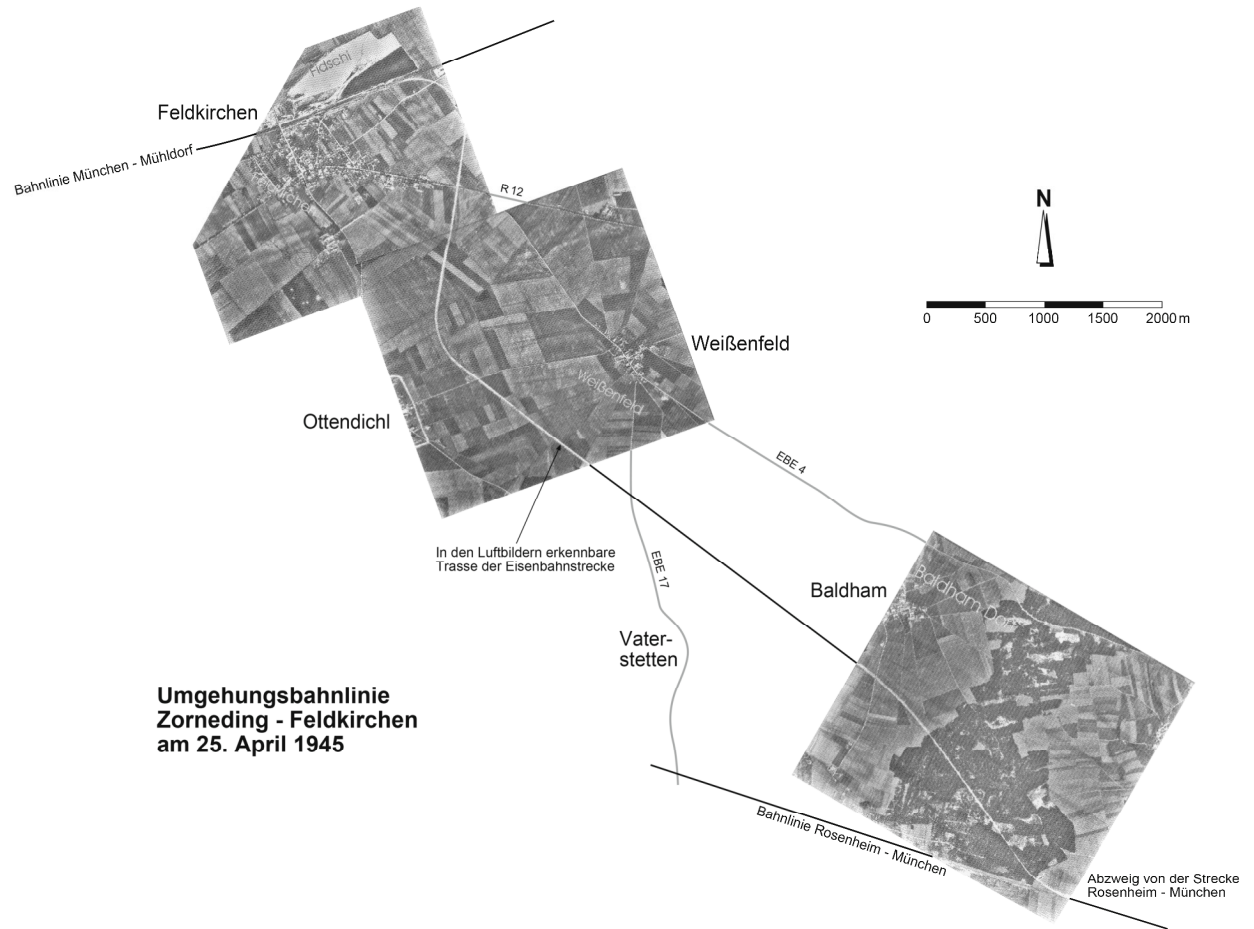 Fidschi
Feldkirchen
Bahnlinie München - Mühldorf
R 12
N
0 500 1000 1500 2000 m
Weißenfeld
Weißenfeld
Ottendichl
EBE 4
In den Luftbildern erkennbare
Trasse der Eisenbahnstrecke
EBE 17
Baldham
Baldham Dorf
Vater-
stetten
Umgehungsbahnlinie
Zorneding - Feldkirchen
am 25. April 1945
Bahnlinie Rosenheim - München
Abzweig von der Strecke
Rosenheim - München